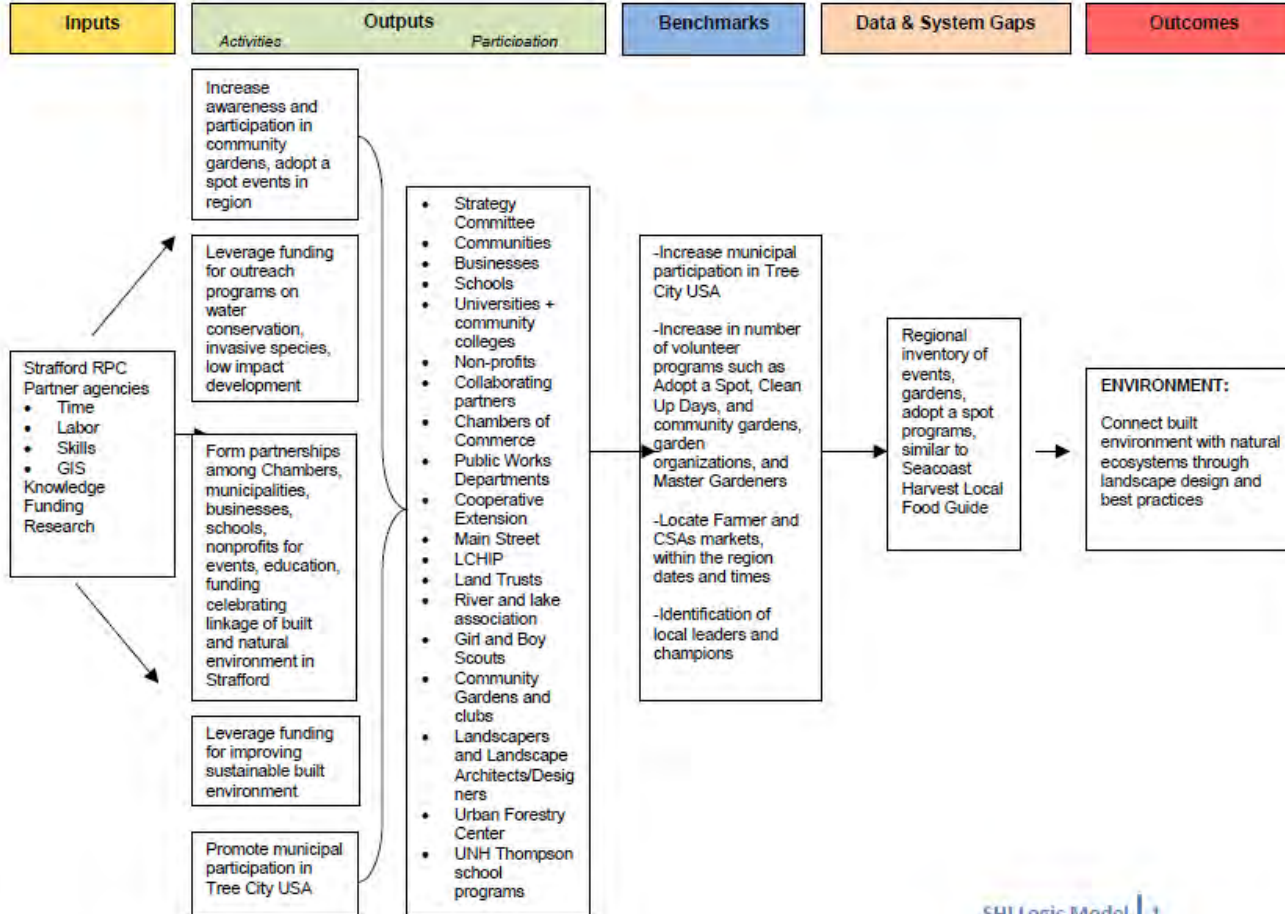 Inputs
Outputs
Activities
Participation
Benchmarks
Data & System Gaps
Outcomes
Strafford RPC
Partner agencies
• Time
• Labor
• Skills
• GIS
Knowledge
Funding
Research
Increase
awareness and
participation in
community
gardens, adopt a
spot events in
region
Leverage funding
for outreach
programs on
water
conservation,
invasive species,
low impact
development
Form partnerships
among Chambers,
municipalities,
businesses,
schools,
nonprofits for
events, education,
funding
celebrating
linkage of built
and natural
environment in
Strafford
Leverage funding
for improving
sustainable built
environment
Promote municipal
participation in
Tree City USA
• Strategy
Committee
• Communities
• Businesses
• Schools
• Universities +
community
colleges
• Non-profits
• Collaborating
partners
• Chambers of
Commerce
• Public Works
Departments
• Cooperative
Extension
• Main Street
• LCHIP
• Land Trusts
• River and lake
association
• Girl and Boy
Scouts
• Community
Gardens and
clubs
• Landscapers
and Landscape
Architects/Desig
ners
• Urban Forestry
Center
• UNH Thompson
school
programs
-Increase municipal
participation in Tree
City USA
-Increase in number
of volunteer
programs such as
Adopt a Spot, Clean
Up Days, and
community gardens,
garden
organizations, and
Master Gardeners
-Locate Farmer and
CSAs markets,
within the region
dates and times
-Identification of
local leaders and
champions
Regional
inventory of
events,
gardens,
adopt a spot
programs,
similar to
Seacoast
Harvest Local
Food Guide
ENVIRONMENT:
Connect built
environment with natural
ecosystems through
landscape design and
best practices
Logic Model